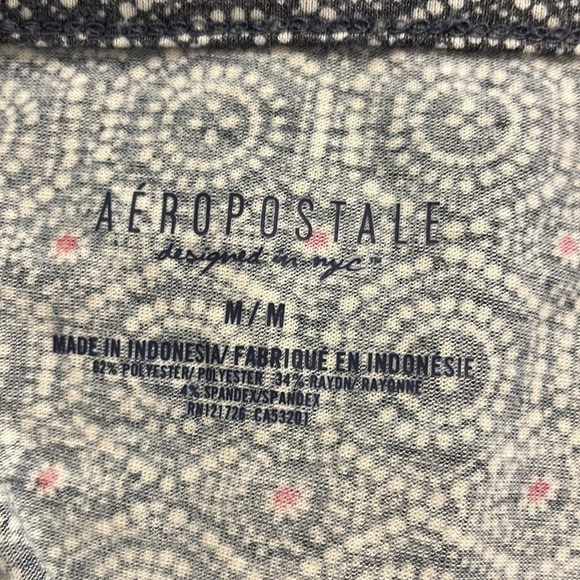 AÉROPOSTALE
designed in nyc™
M/M
MADE IN INDONESIA/FABRIQUÉ EN INDONÉSIE
62% POLYESTER/POLYESTER 34% RAYON/RAYONNE
4% SPANDEX/SPANDEX
RN121726 CA53201